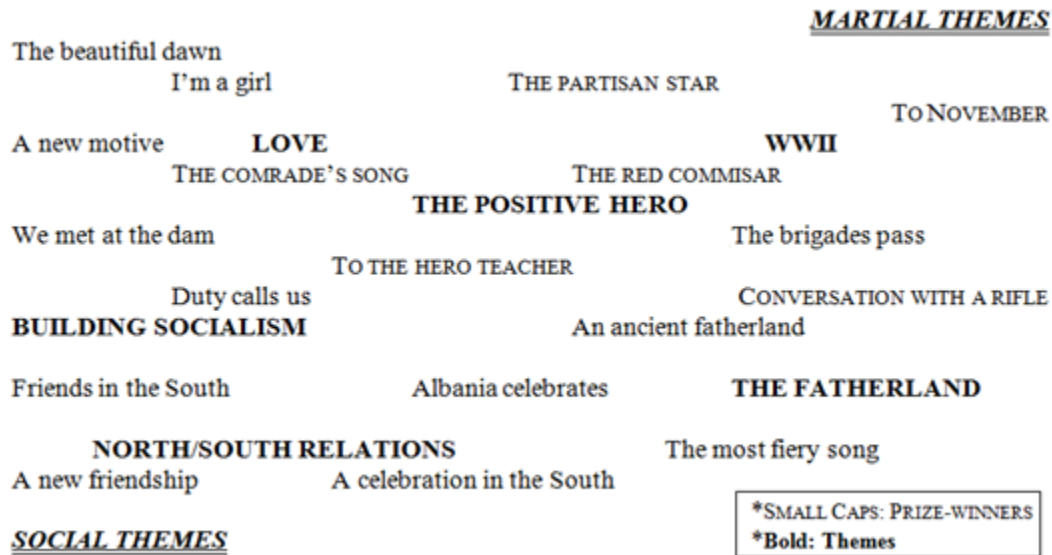 MARTIAL THEMES
The beautiful dawn
I'm a girl THE PARTISAN STAR
TO NOVEMBER
A new motive LOVE WWII
THE COMRADE'S SONG THE RED COMMISAR
THE POSITIVE HERO
We met at the dam The brigades pass
TO THE HERO TEACHER
Duty calls us CONVERSATION WITH A RIFLE
BUILDING SOCIALISM An ancient fatherland
Friends in the South Albania celebrates THE FATHERLAND
NORTH/SOUTH RELATIONS The most fiery song
A new friendship A celebration in the South
*SMALL CAPS: PRIZE-WINNERS
*Bold: Themes
SOCIAL THEMES